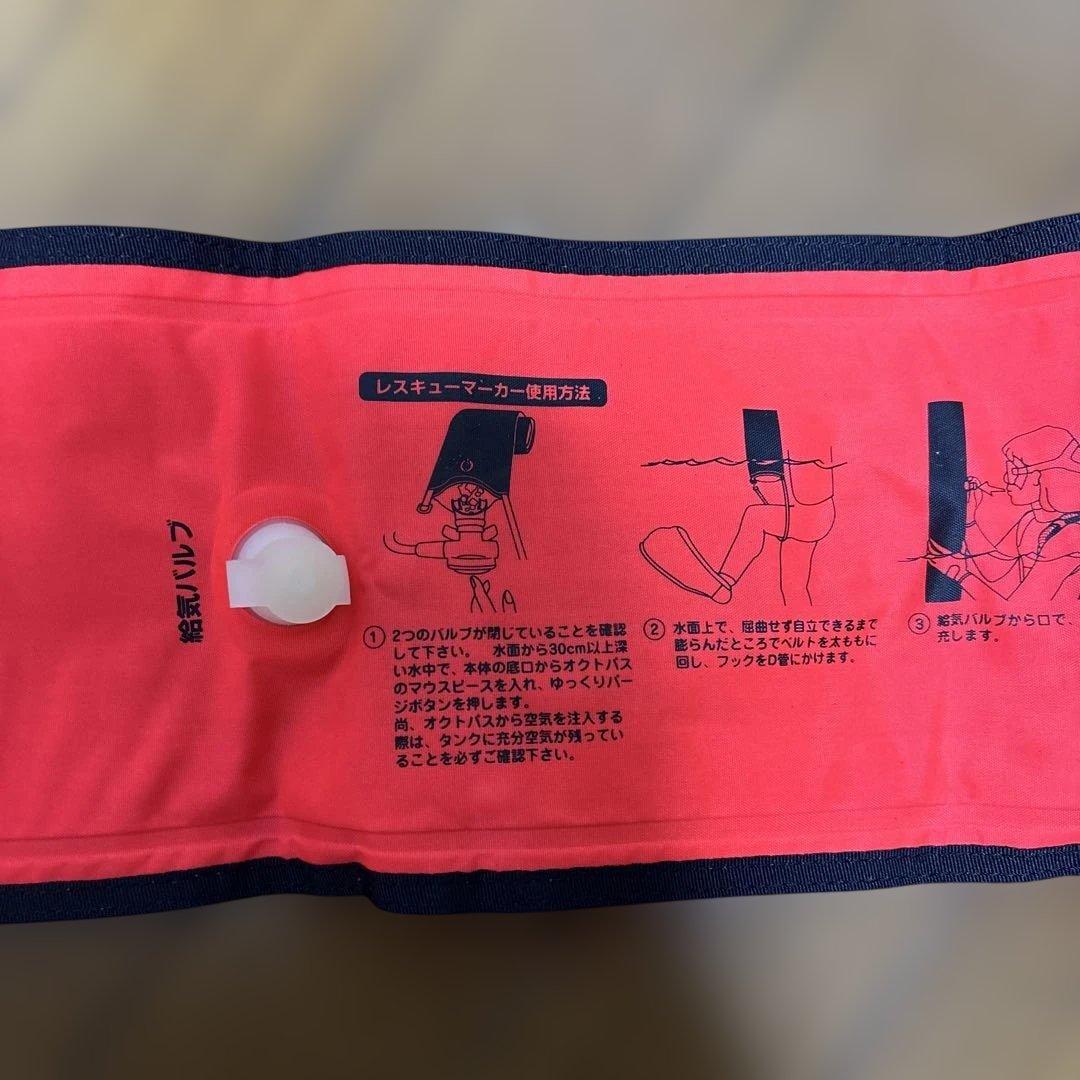 レスキューマーカー使用方法
給気バルブ
① 2つのバルブが閉じていることを確認
して下さい。 水面から30cm以上深
い水中で、本体の底口からオクトパス
のマウスピースを入れ、ゆっくりパー
ジボタンを押します。
尚、オクトパスから空気を注入する
際は、タンクに充分空気が残ってい
ることを必ずご確認下さい。
② 水面上で、屈曲せず自立できるまで
膨らんだところでベルトを太ももに
回し、フックをD管にかけます。
③ 給気バルブから口で、
充します。